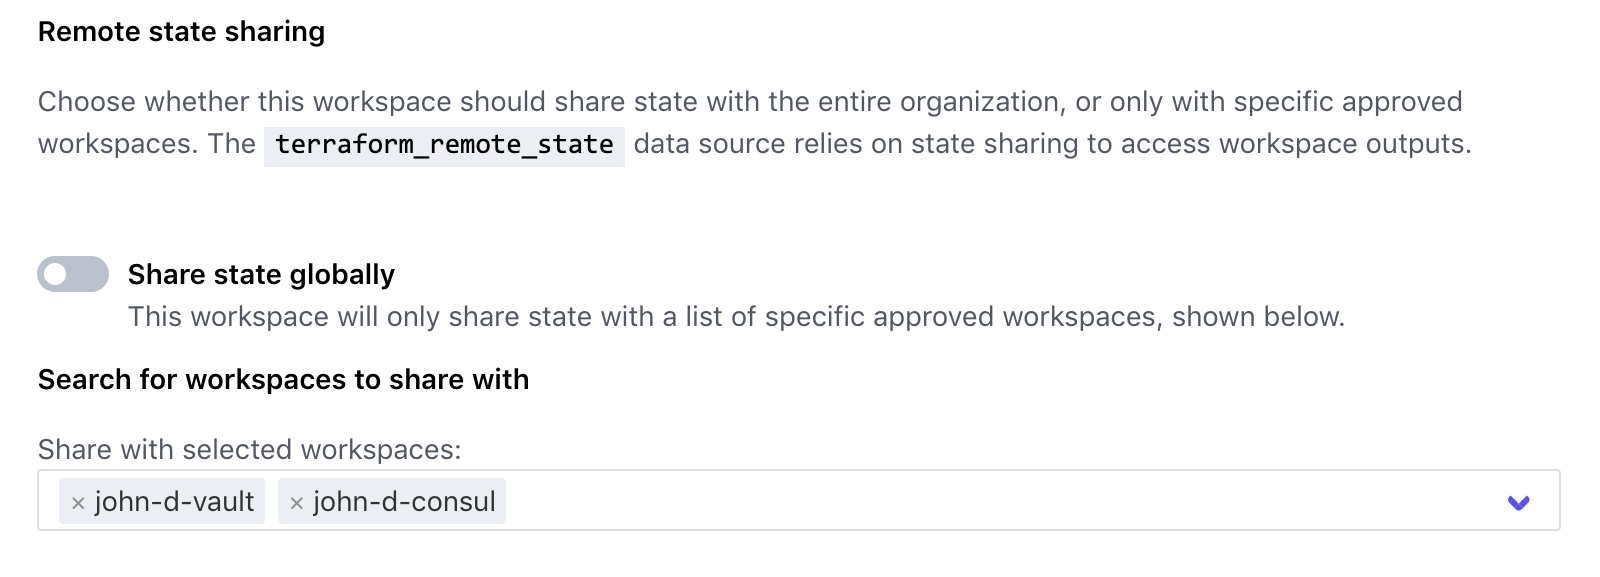 Remote state sharing
Choose whether this workspace should share state with the entire organization, or only with specific approved
workspaces. The terraform_remote_state data source relies on state sharing to access workspace outputs.
Share state globally
This workspace will only share state with a list of specific approved workspaces, shown below.
Search for workspaces to share with
Share with selected workspaces:
× john-d-vault × john-d-consul